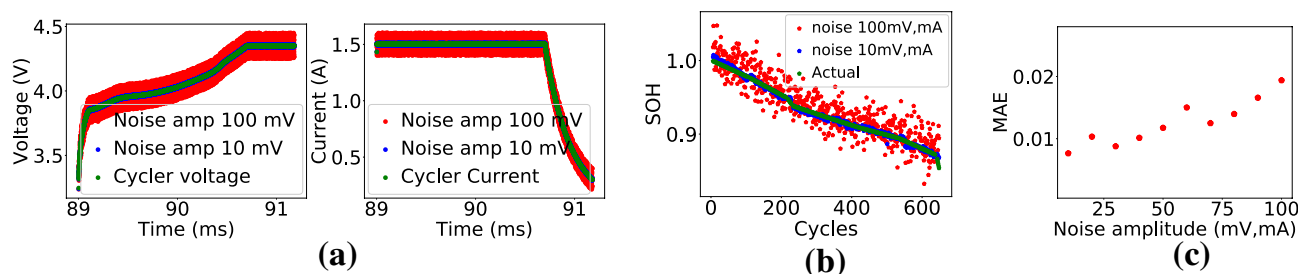 4.5
4.0
3.5
Voltage (V)
Noise amp 100 mV
Noise amp 10 mV
Cycler voltage
89
90
91
Time (ms)
1.5
1.0
0.5
Current (A)
Noise amp 100 mV
Noise amp 10 mV
Cycler Current
89
90
91
Time (ms)
(a)
1.0
0.9
SOH
noise 100mV,mA
noise 10mV,mA
Actual
0
200
400
600
Cycles
(b)
0.02
0.01
MAE
25
50
75
100
Noise amplitude (mV,mA)
(c)